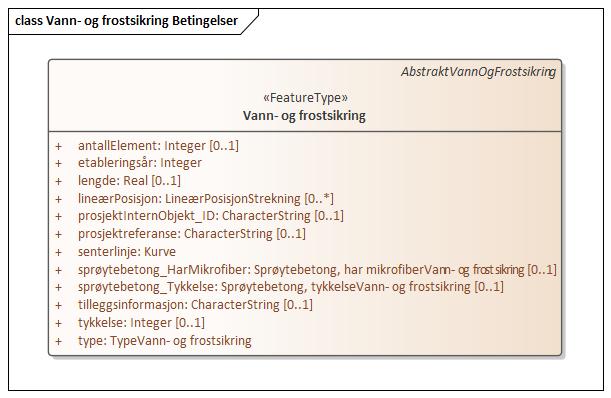 class Vann- og frostsikring Betingelser
AbstraktVannOgFrostsikring
«FeatureType»
Vann- og frostsikring
+ antallElement: Integer [0..1]
+ etableringsår: Integer
+ lengde: Real [0..1]
+ lineærPosisjon: LineærPosisjonStrekning [0..*]
+ prosjektInternObjekt_ID: CharacterString [0..1]
+ prosjektreferanse: CharacterString [0..1]
+ senterlinje: Kurve
+ sprøytebetong_HarMikrofiber: Sprøytebetong, har mikrofiberVann- og frostsikring [0..1]
+ sprøytebetong_Tykkelse: Sprøytebetong, tykkelseVann- og frostsikring [0..1]
+ tilleggsinformasjon: CharacterString [0..1]
+ tykkelse: Integer [0..1]
+ type: TypeVann- og frostsikring